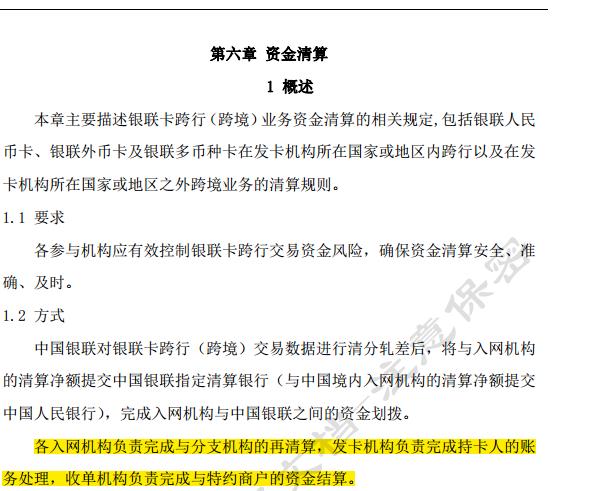 第六章 资金清算
1 概述
本章主要描述银联卡跨行（跨境）业务资金清算的相关规定,包括银联人民
币卡、银联外币卡及银联多币种卡在发卡机构所在国家或地区内跨行以及在发
卡机构所在国家或地区之外跨境业务的清算规则。
1.1 要求
各参与机构应有效控制银联卡跨行交易资金风险，确保资金清算安全、准
确、及时。
1.2 方式
中国银联对银联卡跨行（跨境）交易数据进行清分轧差后，将与入网机构
的清算净额提交中国银联指定清算银行（与中国境内入网机构的清算净额提交
中国人民银行），完成入网机构与中国银联之间的资金划拨。
各入网机构负责完成与分支机构的再清算，发卡机构负责完成持卡人的账
务处理，收单机构负责完成与特约商户的资金结算。
文档-注意保密